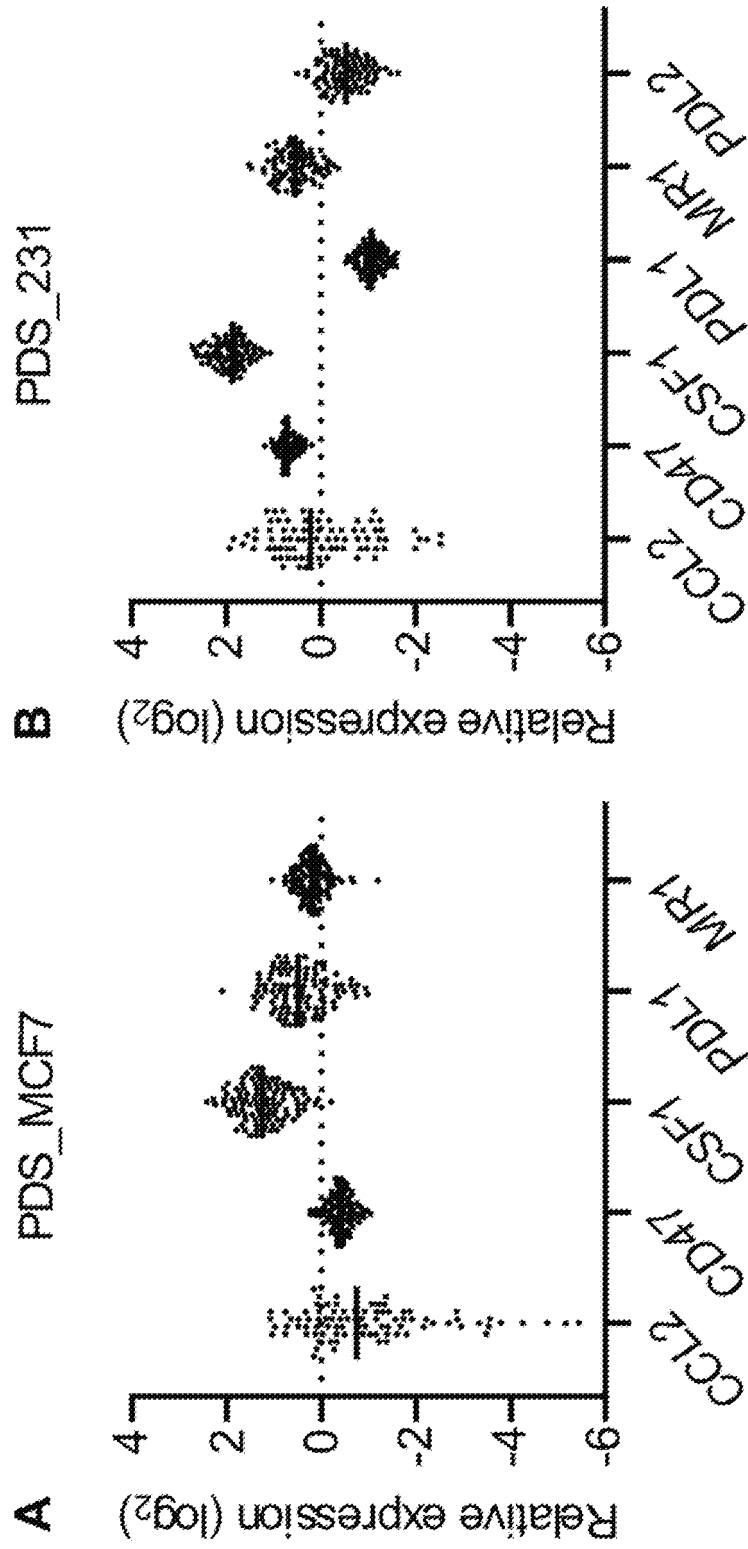 A
PDS_MCF7
Relative expression (log2)
4
2
0
-2
-4
-6
CCL2
CD47
CSF1
PDL1
MR1
B
PDS_231
Relative expression (log2)
4
2
0
-2
-4
-6
CCL2
CD47
CSF1
PDL1
MR1
PDL2